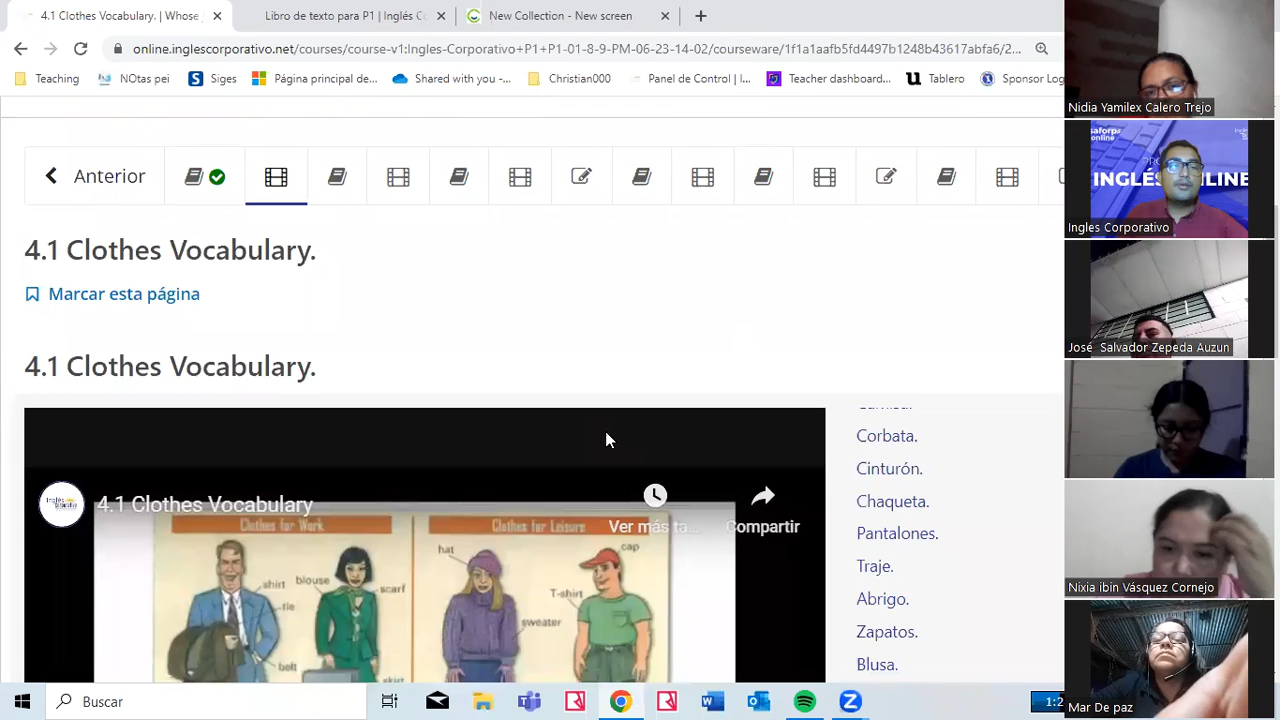 4.1 Clothes Vocabulary. | Whose
Libro de texto para P1 | Inglés C
New Collection - New screen
online.inglescorporativo.net/courses/course-v1:Ingles-Corporativo+P1+P1-01-8-9-PM-06-23-14-02/courseware/1f1a1aafb5fd4497b1248b43617abfa6/2...
Teaching
NOtas pei
Siges
Página principal de...
Shared with you -...
Christian000
Panel de Control | I...
Teacher dashboard...
Tablero
Sponsor Log
Anterior
4.1 Clothes Vocabulary.
Marcar esta página
4.1 Clothes Vocabulary.
4.1 Clothes Vocabulary
Ver más ta...
Compartir
Clothes for Work
Clothes for Leisure
shirt
blouse
scarf
tie
belt
hat
cap
T-shirt
sweater
Corbata.
Cinturón.
Chaqueta.
Pantalones.
Traje.
Abrigo.
Zapatos.
Blusa.
Buscar
1:2
Nidia Yamilex Calero Trejo
INGLÉS ONLINE
Ingles Corporativo
José Salvador Zepeda Auzun
Nixia ibin Vásquez Cornejo
Mar De paz